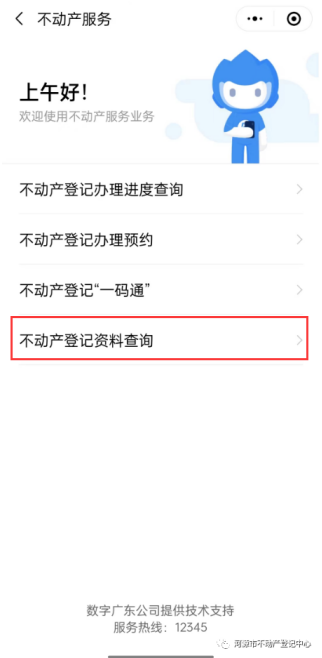 不动产服务
上午好!
欢迎使用不动产服务业务
不动产登记办理进度查询
不动产登记办理预约
不动产登记“一码通”
不动产登记资料查询
数字广东公司提供技术支持
服务热线：12345
河源市不动产登记中心